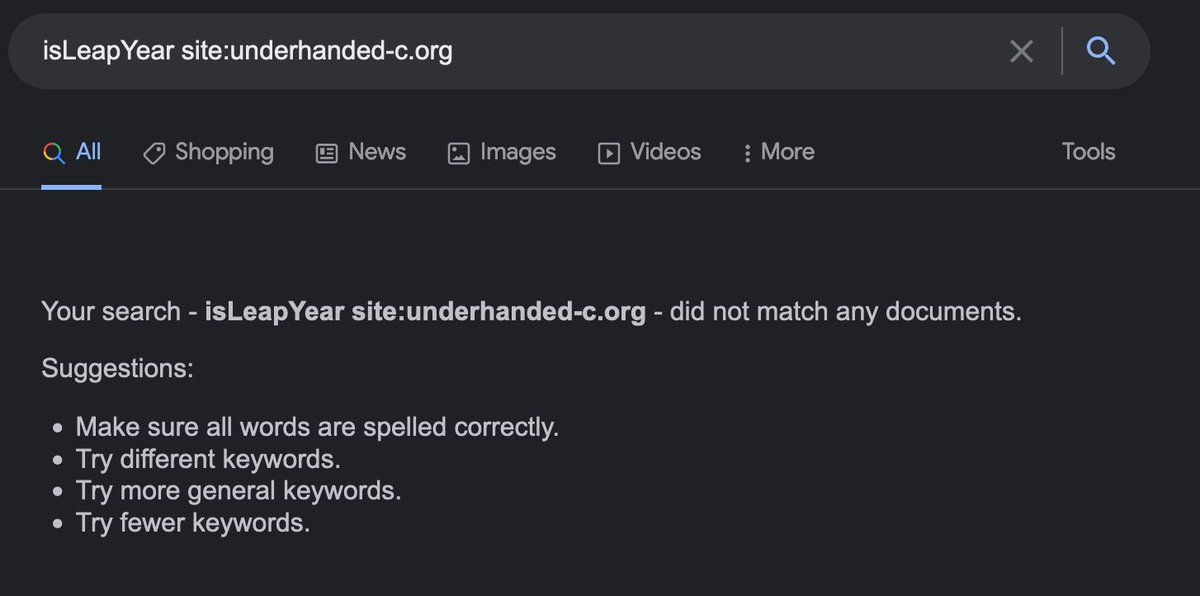 isLeapYear site:underhanded-c.org
All Shopping News Images Videos More Tools
Your search - isLeapYear site:underhanded-c.org - did not match any documents.
Suggestions:
• Make sure all words are spelled correctly.
• Try different keywords.
• Try more general keywords.
• Try fewer keywords.